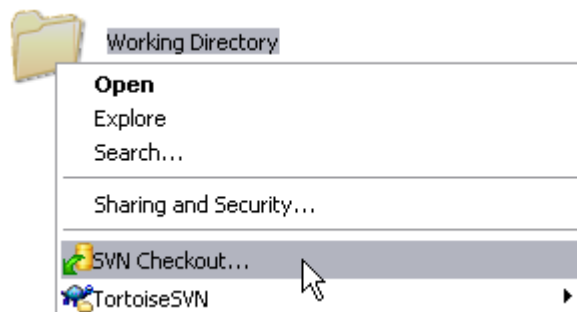 Working Directory
Open
Explore
Search...
Sharing and Security...
SVN Checkout...
TortoiseSVN